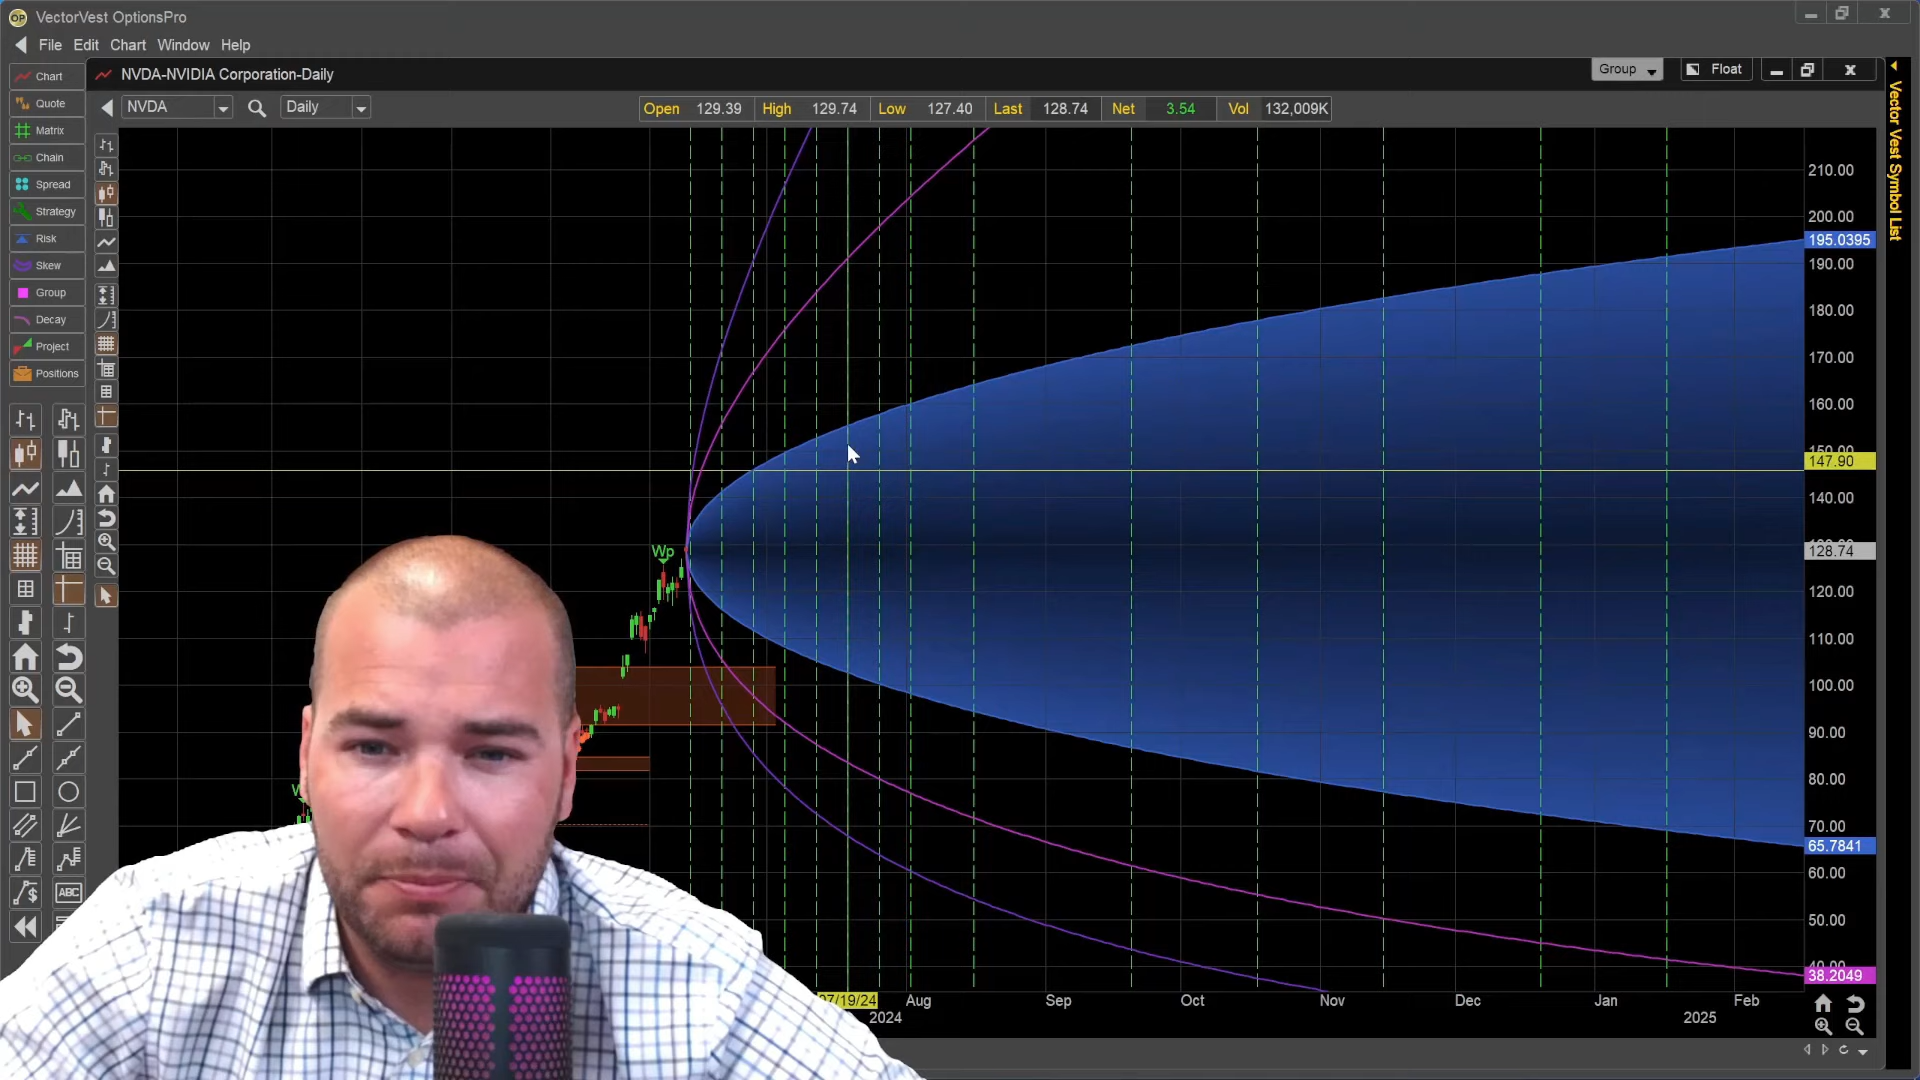 VectorVest OptionsPro
File Edit Chart Window Help
Chart
Quote
Matrix
Chain
Spread
Strategy
Risk
Skew
Group
Decay
Project
Positions
ABC
NVDA-NVIDIA Corporation-Daily
Group
Float
NVDA
Daily
Open 129.39 High 129.74 Low 127.40 Last 128.74 Net 3.54 Vol 132,009K
Wp
W
210.00
200.00
195.0395
190.00
180.00
170.00
160.00
147.90
140.00
128.74
120.00
110.00
100.00
90.00
80.00
70.00
65.7841
60.00
50.00
38.2049
07/19/24 Aug Sep Oct Nov Dec Jan Feb
2024 2025
Vector Vest Symbol List